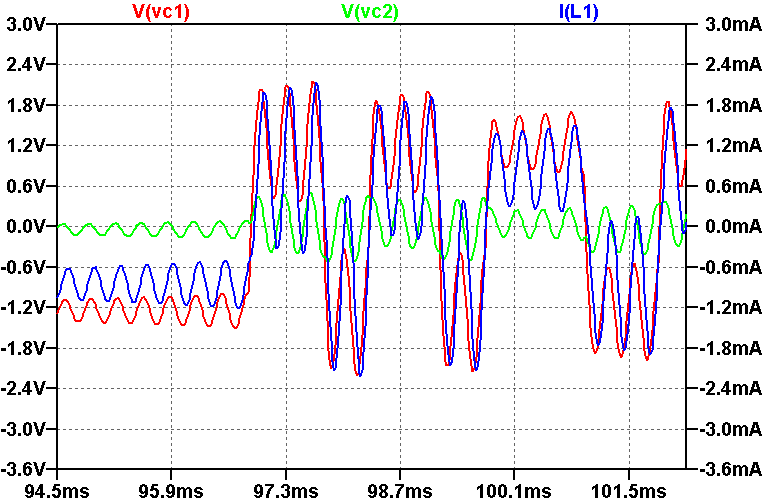 V(vc1) V(vc2) I(L1)
3.0V 3.0mA
2.4V 2.4mA
1.8V 1.8mA
1.2V 1.2mA
0.6V 0.6mA
0.0V 0.0mA
-0.6V -0.6mA
-1.2V -1.2mA
-1.8V -1.8mA
-2.4V -2.4mA
-3.0V -3.0mA
-3.6V -3.6mA
94.5ms 95.9ms 97.3ms 98.7ms 100.1ms 101.5ms